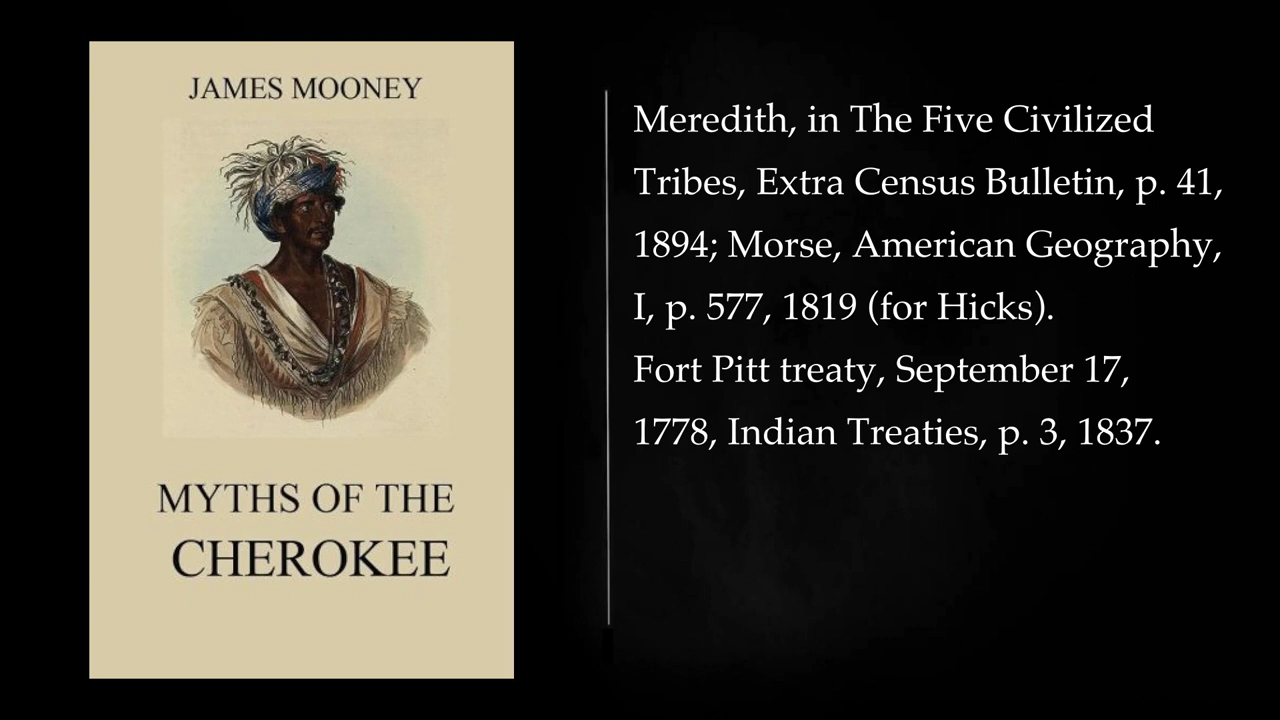 JAMES MOONEY
MYTHS OF THE
CHEROKEE
Meredith, in The Five Civilized
Tribes, Extra Census Bulletin, p. 41,
1894; Morse, American Geography,
I, p. 577, 1819 (for Hicks).
Fort Pitt treaty, September 17,
1778, Indian Treaties, p. 3, 1837.